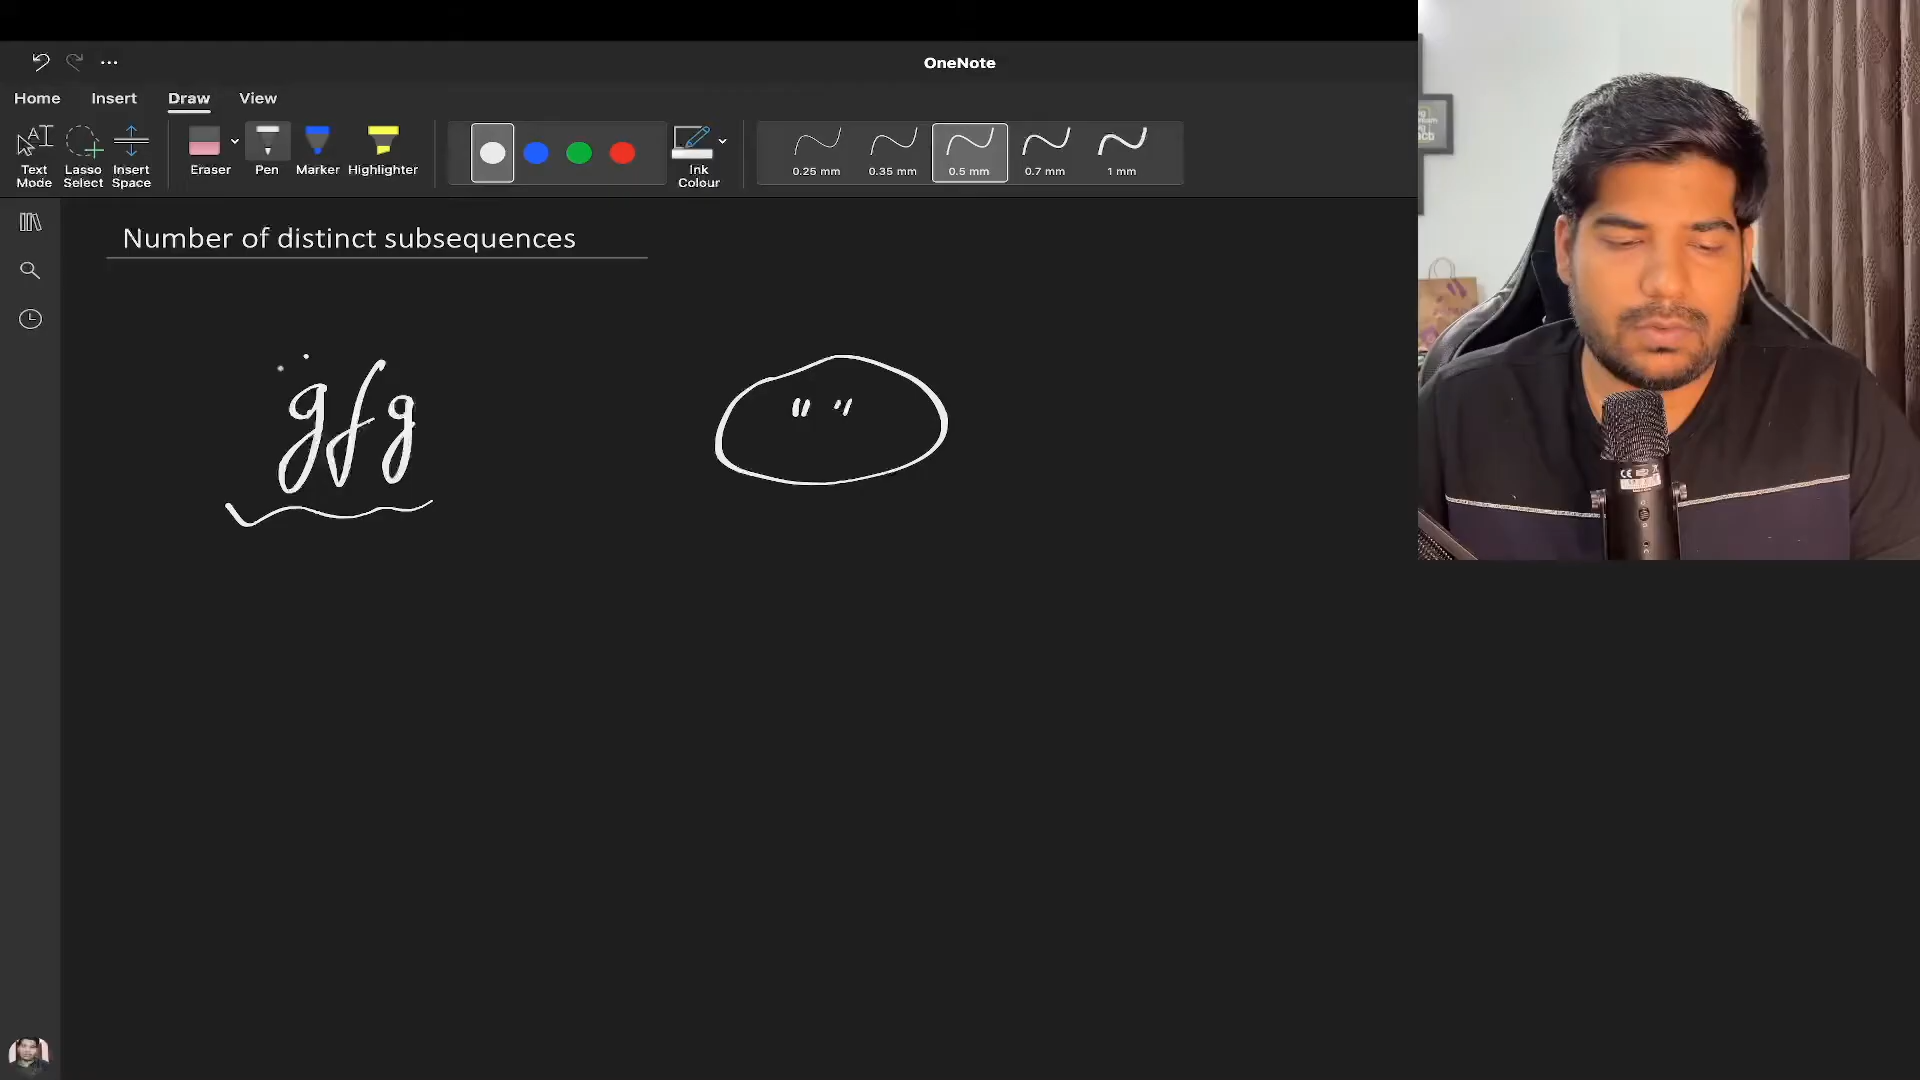 OneNote
Home Insert Draw View
Text Mode
Lasso Select
Insert Space
Eraser
Pen
Marker
Highlighter
Ink Colour
0.25 mm
0.35 mm
0.5 mm
0.7 mm
1 mm
Number of distinct subsequences
gfg
" "